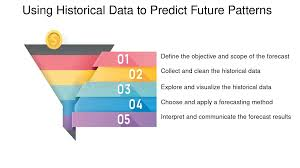 Using Historical Data to Predict Future Patterns
01 Define the objective and scope of the forecast
02 Collect and clean the historical data
03 Explore and visualize the historical data
04 Choose and apply a forecasting method
05 Interpret and communicate the forecast results